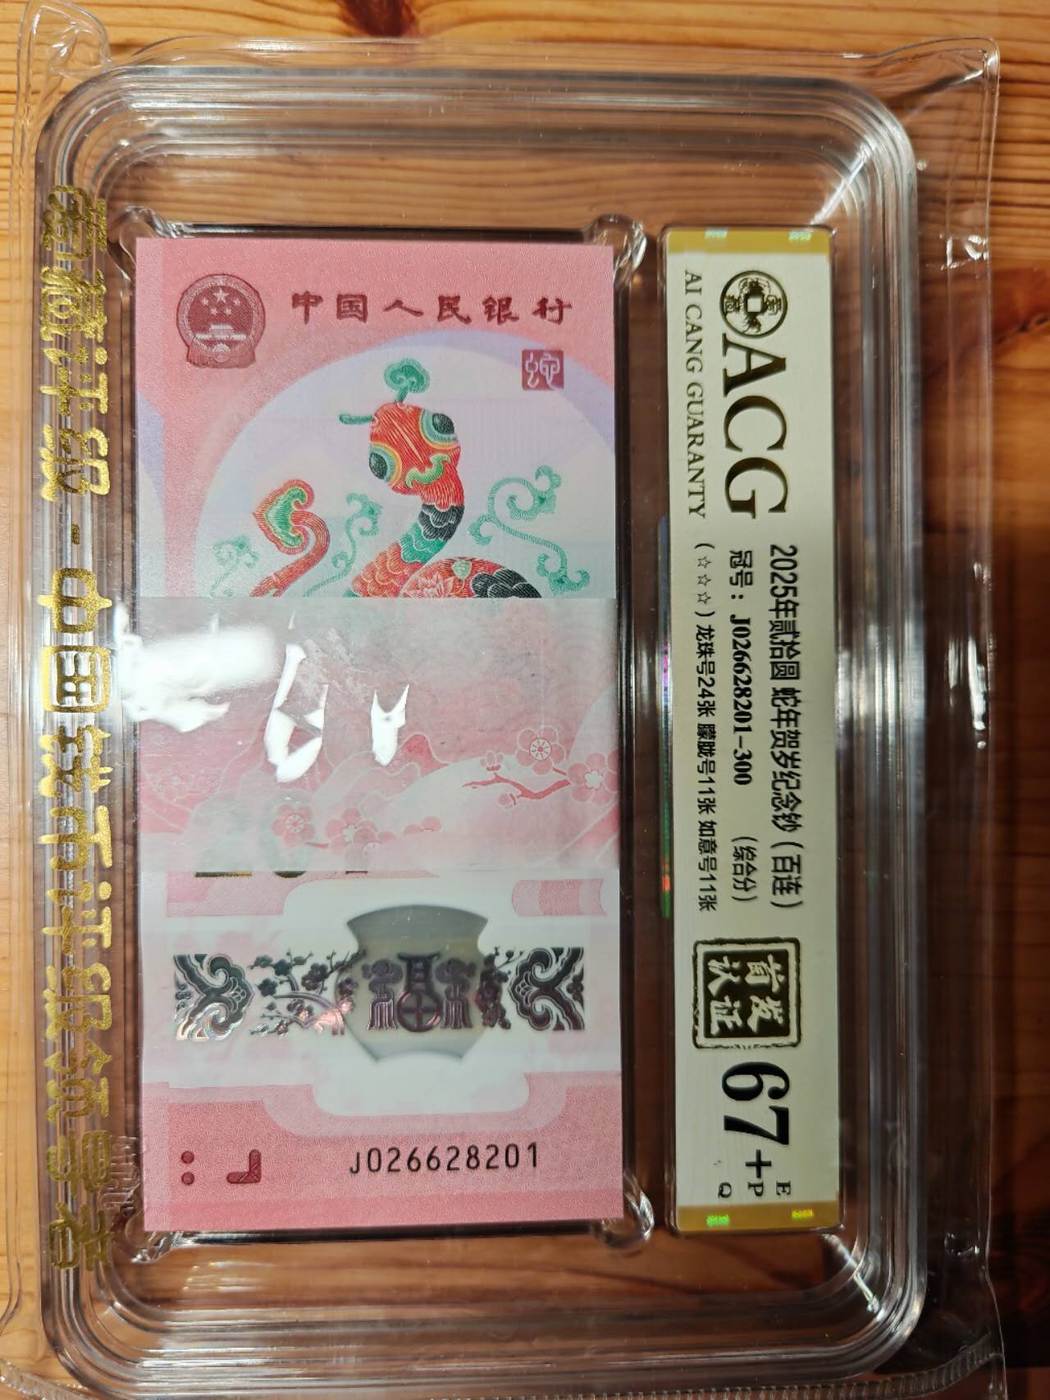 爱藏评级 - 中国钱币评级领导者
中国人民银行
蛇
J026628201
ACG
AI CANG GUARANTY
2025年贰拾圆 蛇年贺岁纪念钞（百连）
冠号：J026628201-300 （综合分）
（☆☆☆）龙珠号24张 朦胧号11张 如意号11张
首发
认证
67+
E
P
Q